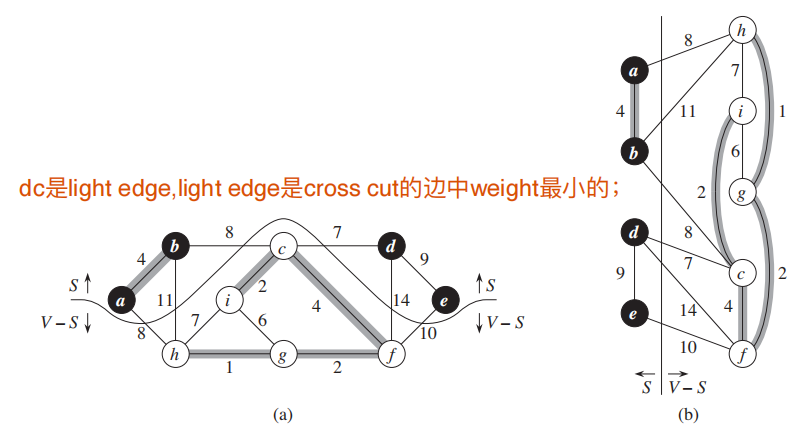 dc是light edge,light edge是cross cut的边中weight最小的；
8
7
b
c
d
4
9
S
a
11
i
2
4
14
e
S
V – S
8
7
6
10
V – S
h
g
f
1
2
(a)
h
8
a
7
4
11
i
1
b
6
2
g
d
8
7
c
9
2
e
14
4
10
f
S
V – S
(b)